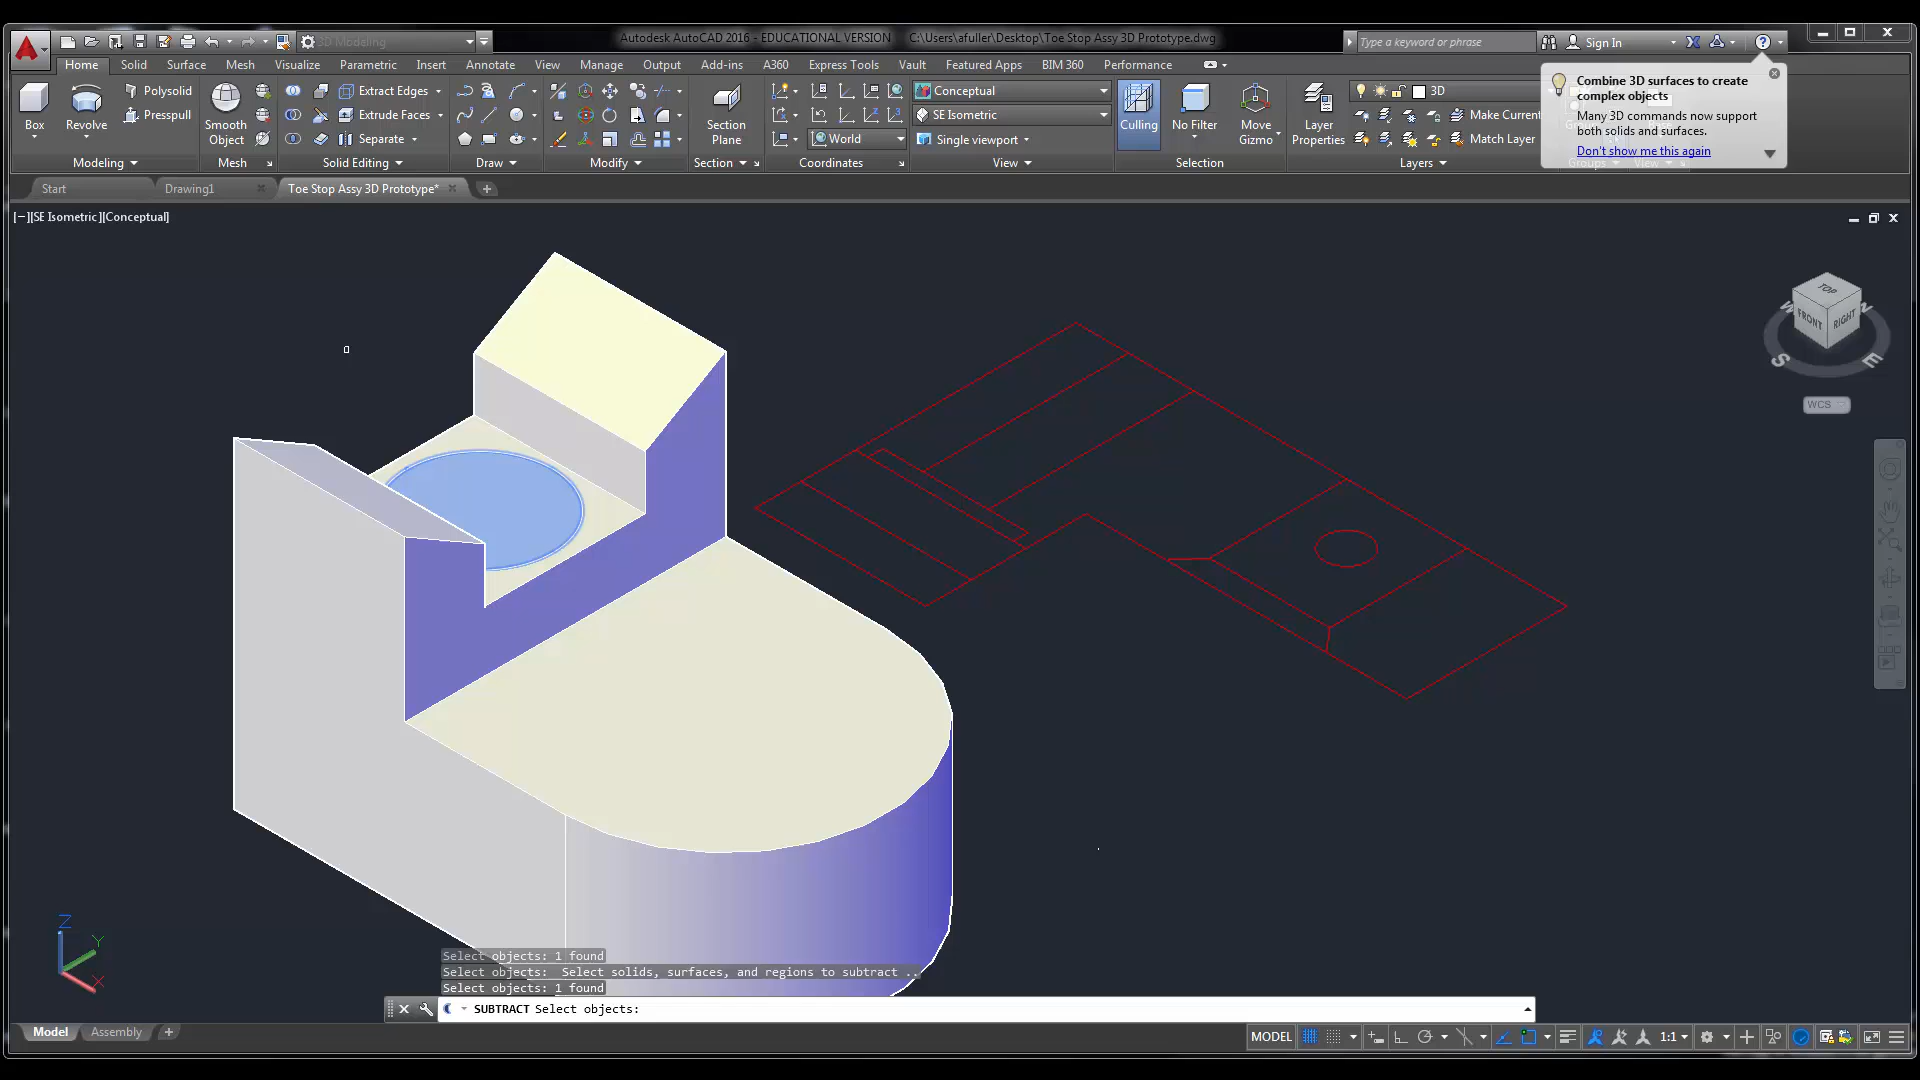 3D Modeling
Autodesk AutoCAD 2016 - EDUCATIONAL VERSION C:\Users\afuller\Desktop\Toe Stop Assy 3D Prototype.dwg
Type a keyword or phrase
Sign In
Home Solid Surface Mesh Visualize Parametric Insert Annotate View Manage Output Add-ins A360 Express Tools Vault Featured Apps BIM 360 Performance
Box
Revolve
Polysolid
Presspull
Modeling
Smooth
Object
Mesh
Extract Edges
Extrude Faces
Separate
Solid Editing
Draw
Modify
Section
Plane
Section
World
Coordinates
Conceptual
SE Isometric
Single viewport
View
Culling
No Filter
Move
Gizmo
Selection
Layer
Properties
3D
Make Current
Match Layer
Layers
Groups
View
Combine 3D surfaces to create
complex objects
Many 3D commands now support
both solids and surfaces.
Don't show me this again
Start Drawing1 Toe Stop Assy 3D Prototype*
[−][SE Isometric][Conceptual]
TOP
FRONT
RIGHT
W
N
S
E
WCS
Z
Y
X
Select objects: 1 found
Select objects: Select solids, surfaces, and regions to subtract ..
Select objects: 1 found
SUBTRACT Select objects:
Model Assembly
MODEL
1:1